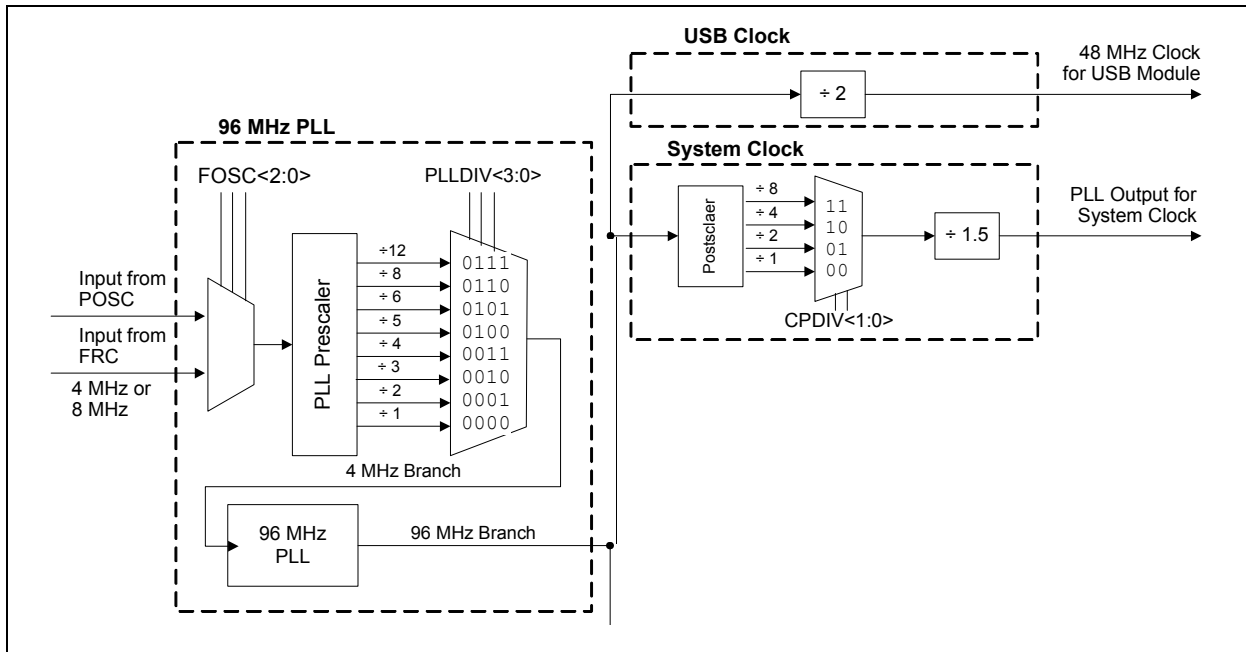 USB Clock
48 MHz Clock
for USB Module
÷ 2
96 MHz PLL
FOSC<2:0>
PLLDIV<3:0>
Input from
POSC
Input from
FRC
4 MHz or
8 MHz
PLL Prescaler
÷12
÷ 8
÷ 6
÷ 5
÷ 4
÷ 3
÷ 2
÷ 1
0111
0110
0101
0100
0011
0010
0001
0000
4 MHz Branch
96 MHz
PLL
96 MHz Branch
System Clock
Postsclaer
÷ 8
÷ 4
÷ 2
÷ 1
11
10
01
00
CPDIV<1:0>
÷ 1.5
PLL Output for
System Clock